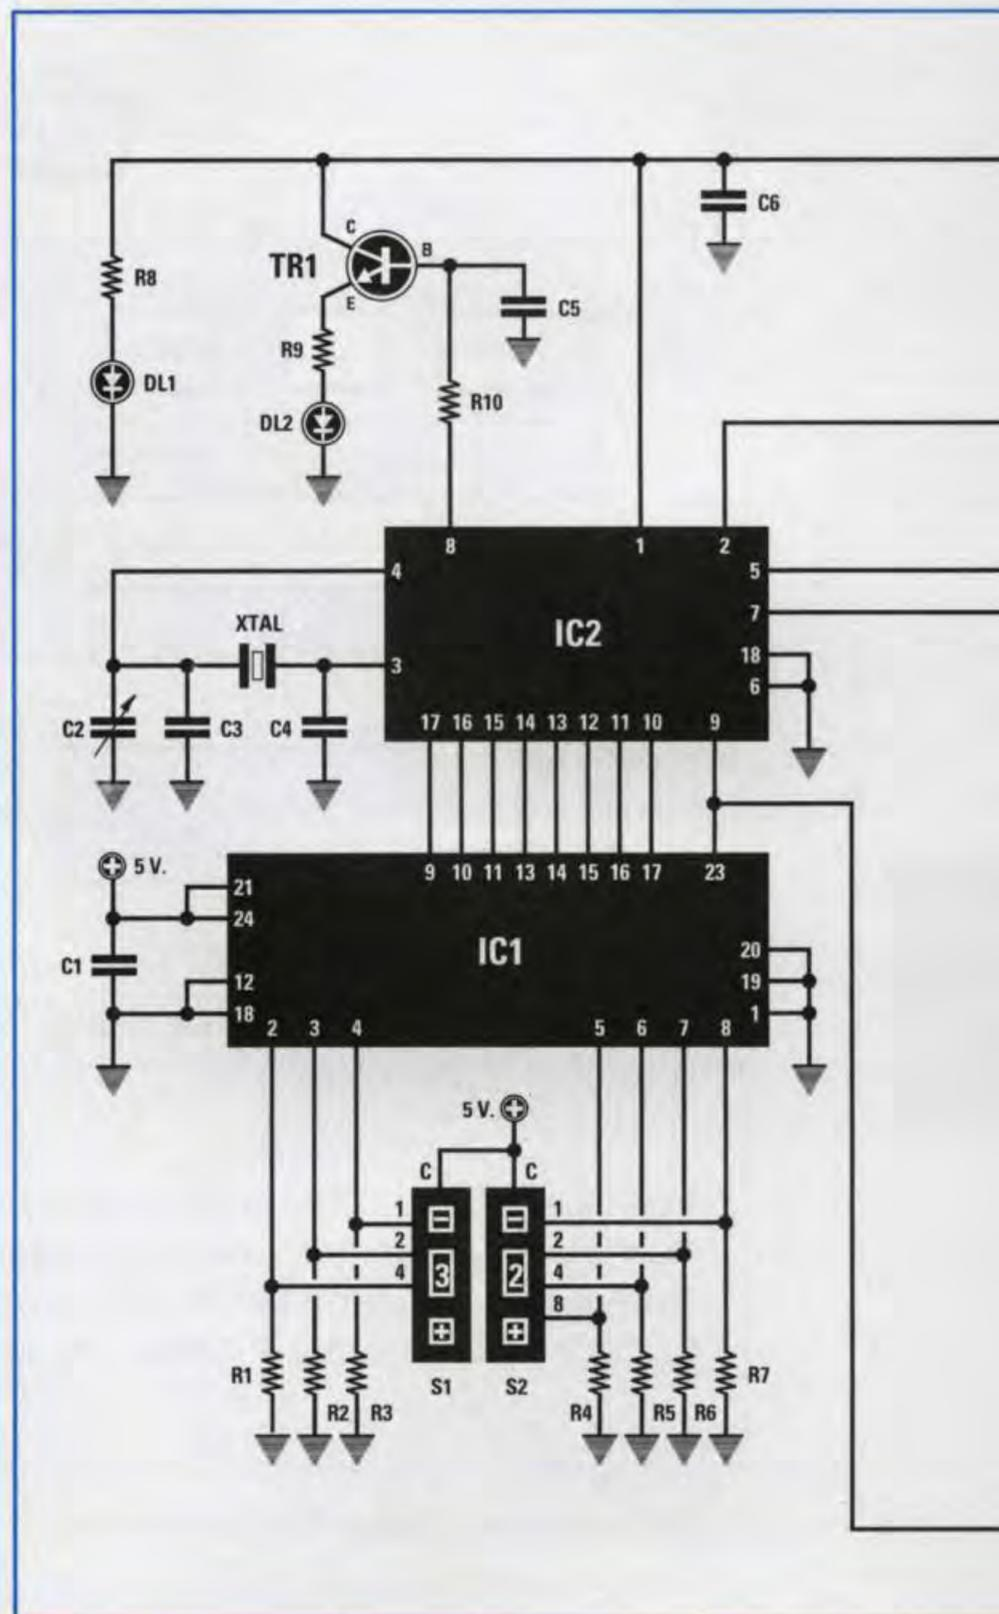 C6
C
B
TR1
E
R8
C5
R9
DL1
R10
DL2
8 1 2
4 5
7
XTAL
IC2
18
3 6
17 16 15 14 13 12 11 10 9
C2 C3 C4
5 V.
9 10 11 13 14 15 16 17 23
21
24
IC1
20
C1
12 19
18 1
2 3 4 5 6 7 8
5 V.
C C
1 1
2 2
4 3 2 4
8
R1 R7
S1 S2
R2 R3 R4 R5 R6